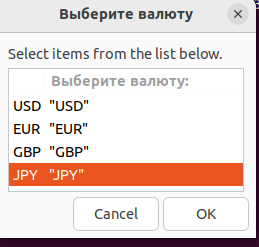 Выберите валюту
Select items from the list below.
Выберите валюту:
USD "USD"
EUR "EUR"
GBP "GBP"
JPY "JPY"
Cancel OK